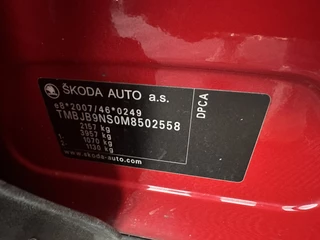 ŠKODA AUTO a.s.
e8*2007/46*0249
TMBJB9NS0M8502558
2157 kg
3957 kg
1070 kg
1130 kg
www.skoda-auto.com
DPCA